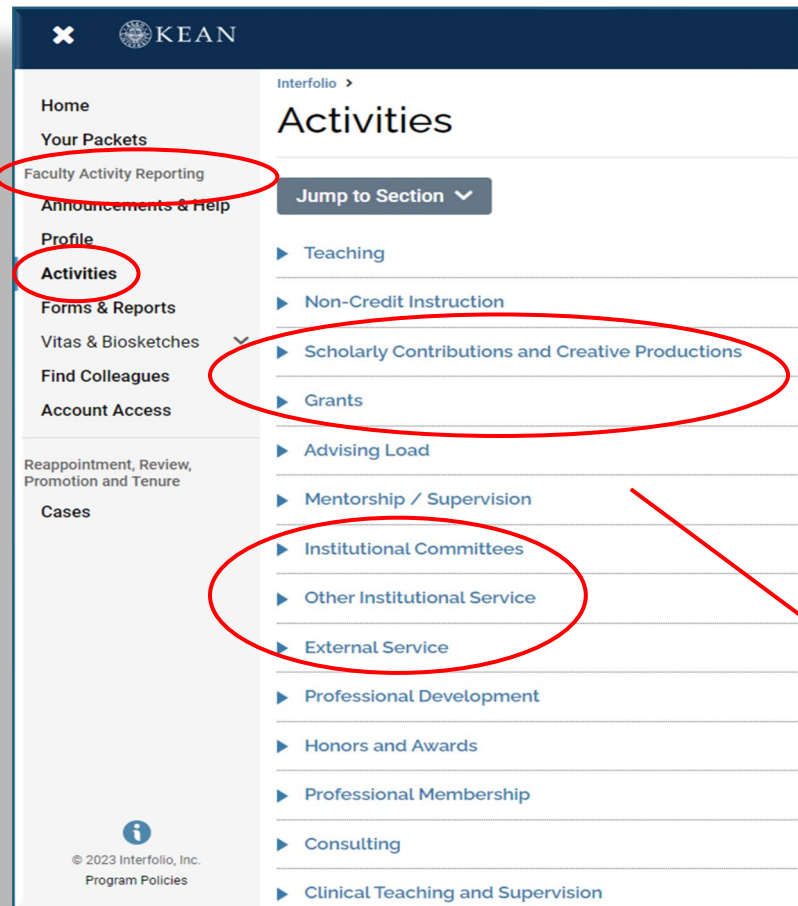 KEAN
Home
Your Packets
Faculty Activity Reporting
Announcements & Help
Profile
Activities
Forms & Reports
Vitas & Biosketches
Find Colleagues
Account Access
Reappointment, Review,
Promotion and Tenure
Cases
© 2023 Interfolio, Inc.
Program Policies
Interfolio >
Activities
Jump to Section
Teaching
Non-Credit Instruction
Scholarly Contributions and Creative Productions
Grants
Advising Load
Mentorship / Supervision
Institutional Committees
Other Institutional Service
External Service
Professional Development
Honors and Awards
Professional Membership
Consulting
Clinical Teaching and Supervision